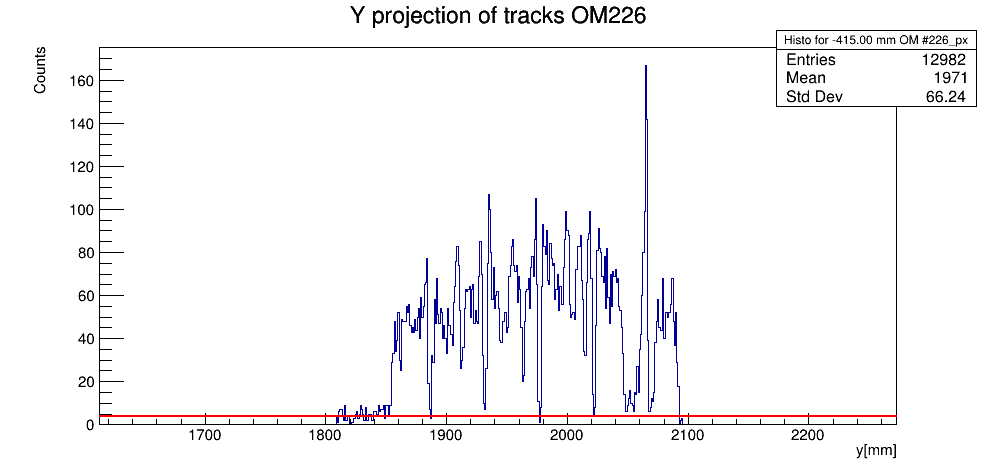 Y projection of tracks OM226
Histo for -415.00 mm OM #226_px
Entries 12982
Mean 1971
Std Dev 66.24
Counts
160
140
120
100
80
60
40
20
0
1700 1800 1900 2000 2100 2200
y[mm]